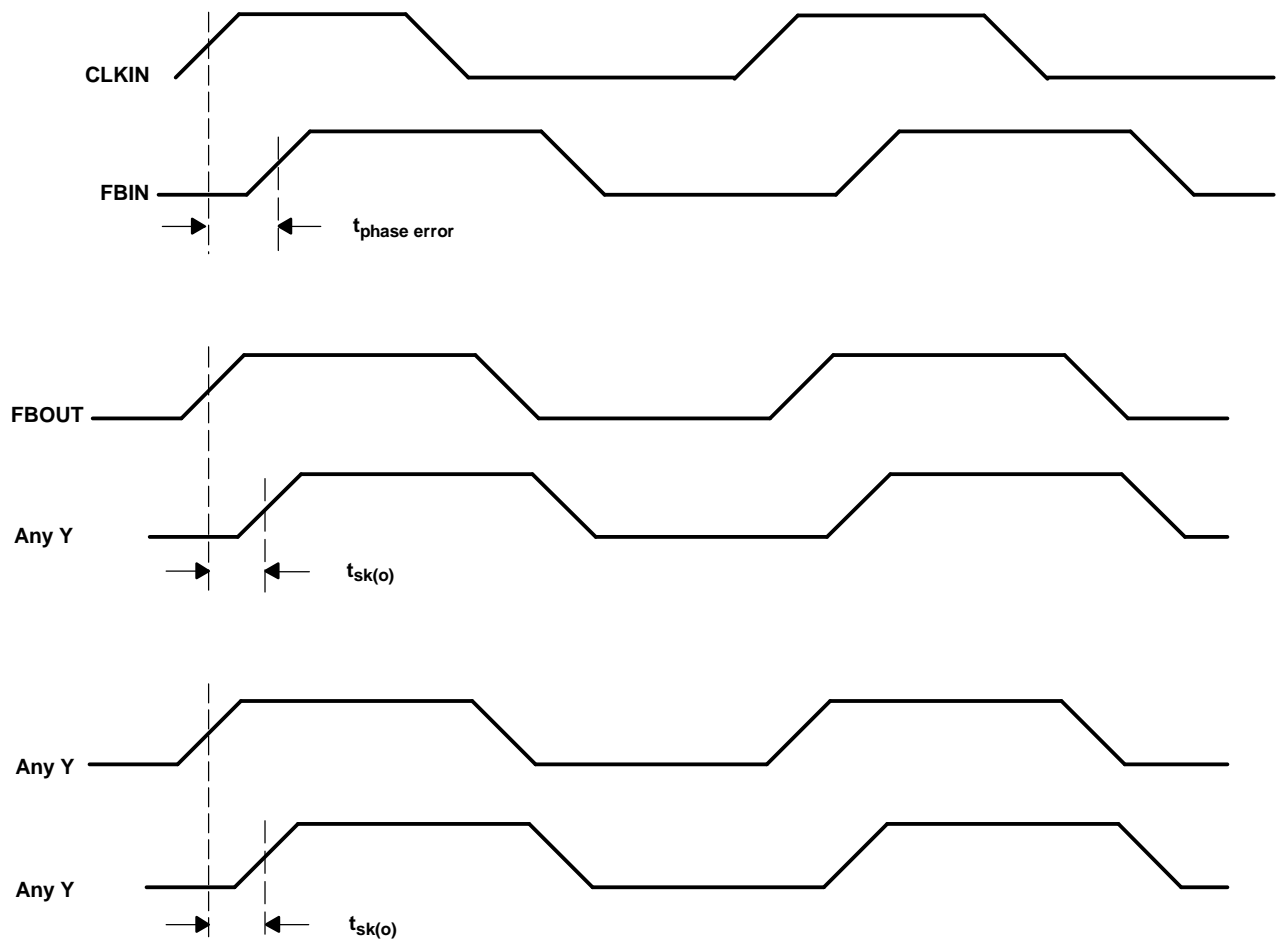 CLKIN
FBIN
tphase error
FBOUT
Any Y
tsk(o)
Any Y
Any Y
tsk(o)